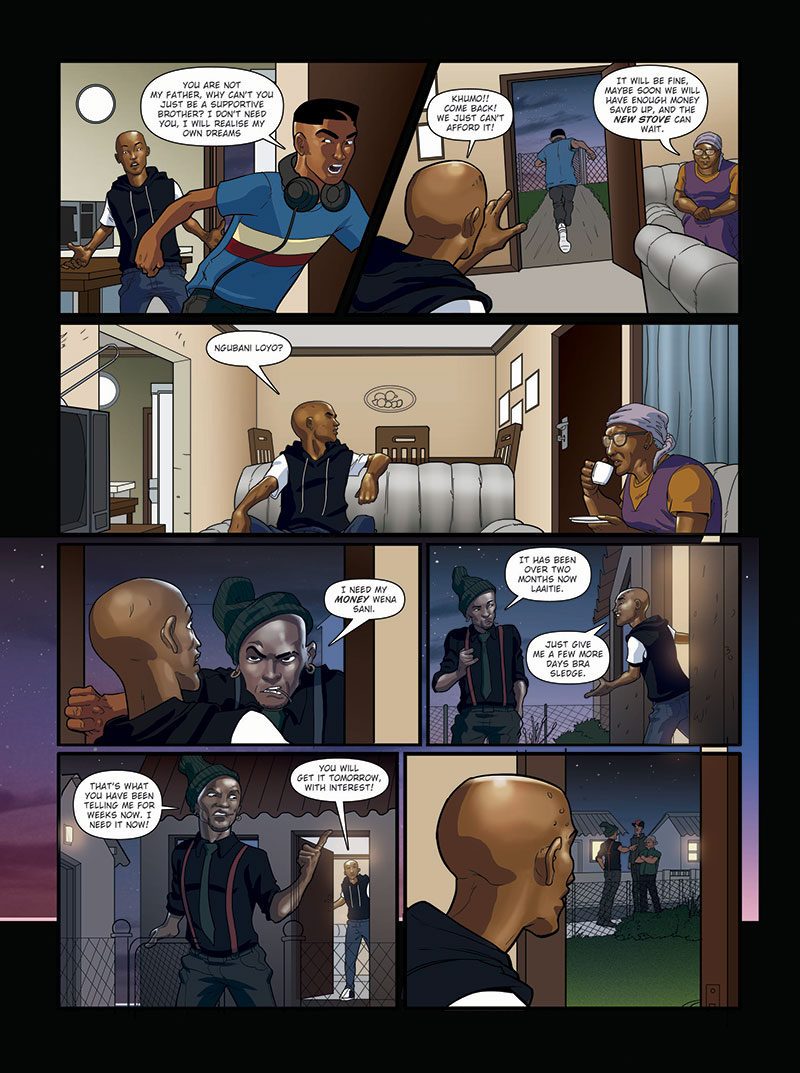 YOU ARE NOT
MY FATHER, WHY CAN'T YOU
JUST BE A SUPPORTIVE
BROTHER? I DON'T NEED
YOU, I WILL REALISE MY
OWN DREAMS
KHUMO!!
COME BACK!
WE JUST CAN'T
AFFORD IT!
IT WILL BE FINE,
MAYBE SOON WE WILL
HAVE ENOUGH MONEY
SAVED UP, AND THE
NEW STOVE CAN
WAIT.
NGUBANI LOYO?
I NEED MY
MONEY WENA
SANI.
IT HAS BEEN
OVER TWO
MONTHS NOW
LAAITIE.
JUST GIVE
ME A FEW MORE
DAYS BRA
SLEDGE.
THAT'S WHAT
YOU HAVE BEEN
TELLING ME FOR
WEEKS NOW. I
NEED IT NOW!
YOU WILL
GET IT TOMORROW,
WITH INTEREST!